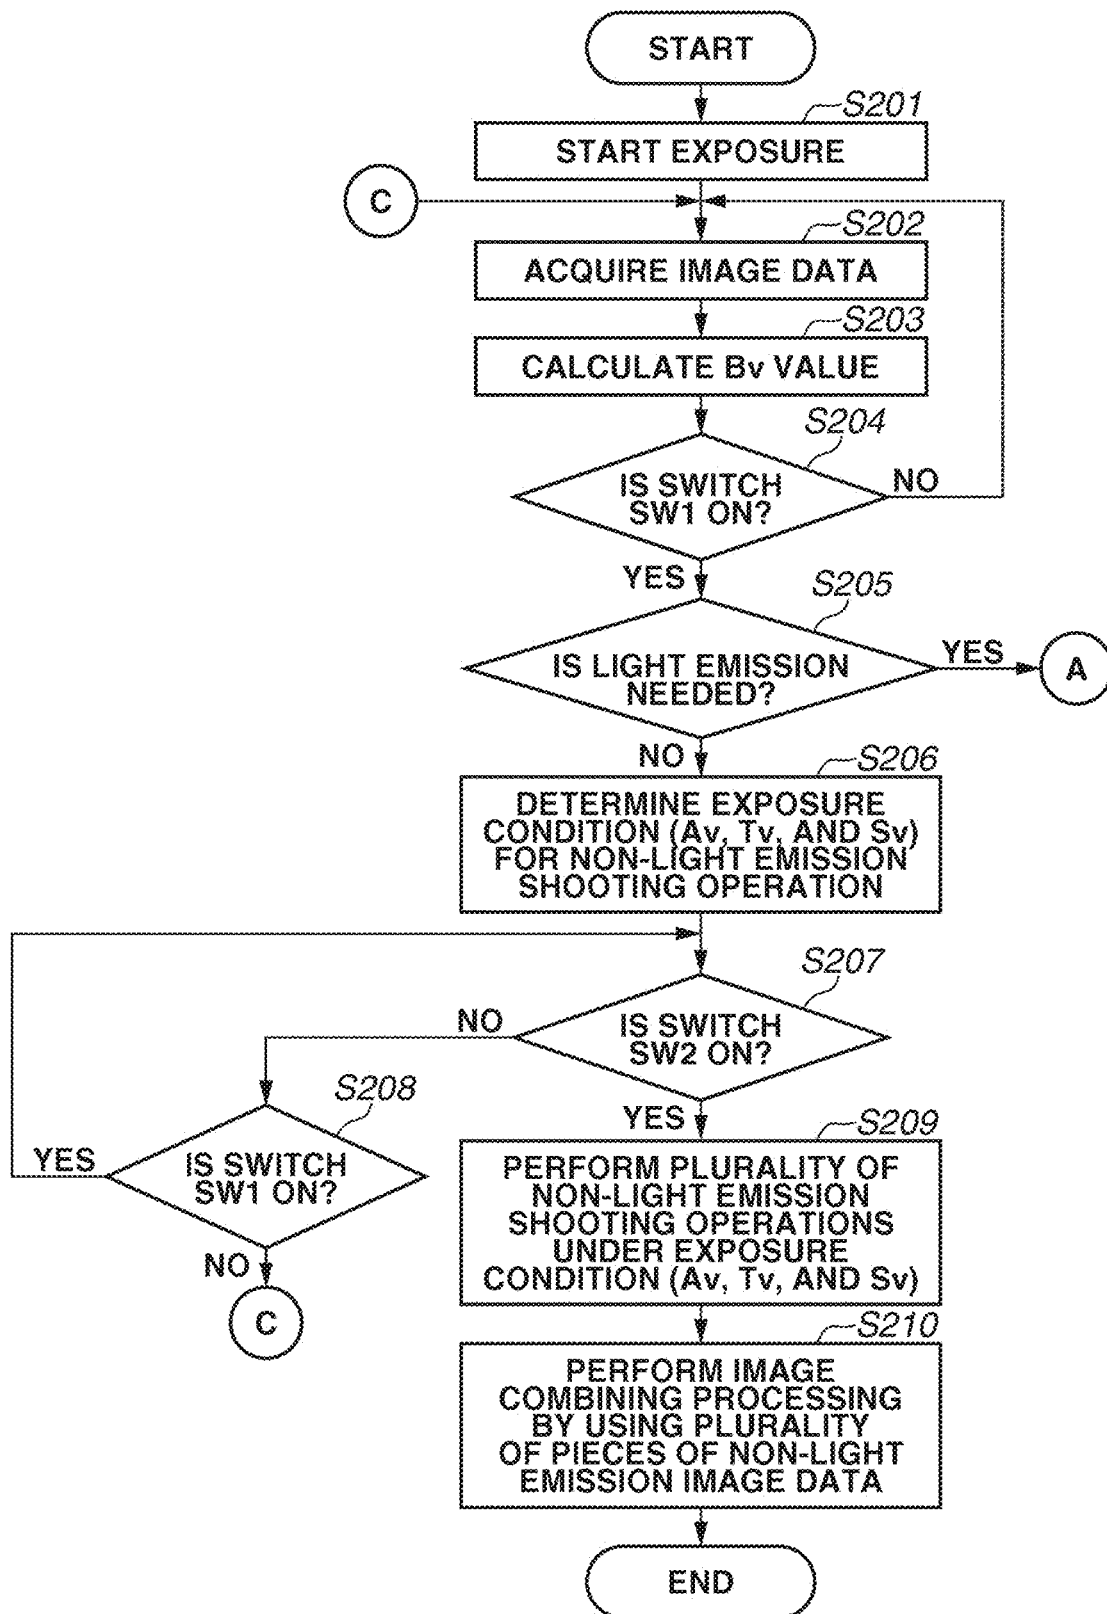 START
S201
START EXPOSURE
C
S202
ACQUIRE IMAGE DATA
S203
CALCULATE Bv VALUE
S204
IS SWITCH
SW1 ON?
NO
YES
S205
IS LIGHT EMISSION
NEEDED?
YES
A
NO
S206
DETERMINE EXPOSURE
CONDITION (Av, Tv, AND Sv)
FOR NON-LIGHT EMISSION
SHOOTING OPERATION
S207
IS SWITCH
SW2 ON?
NO
YES
S208
IS SWITCH
SW1 ON?
YES
NO
C
S209
PERFORM PLURALITY OF
NON-LIGHT EMISSION
SHOOTING OPERATIONS
UNDER EXPOSURE
CONDITION (Av, Tv, AND Sv)
S210
PERFORM IMAGE
COMBINING PROCESSING
BY USING PLURALITY
OF PIECES OF NON-LIGHT
EMISSION IMAGE DATA
END